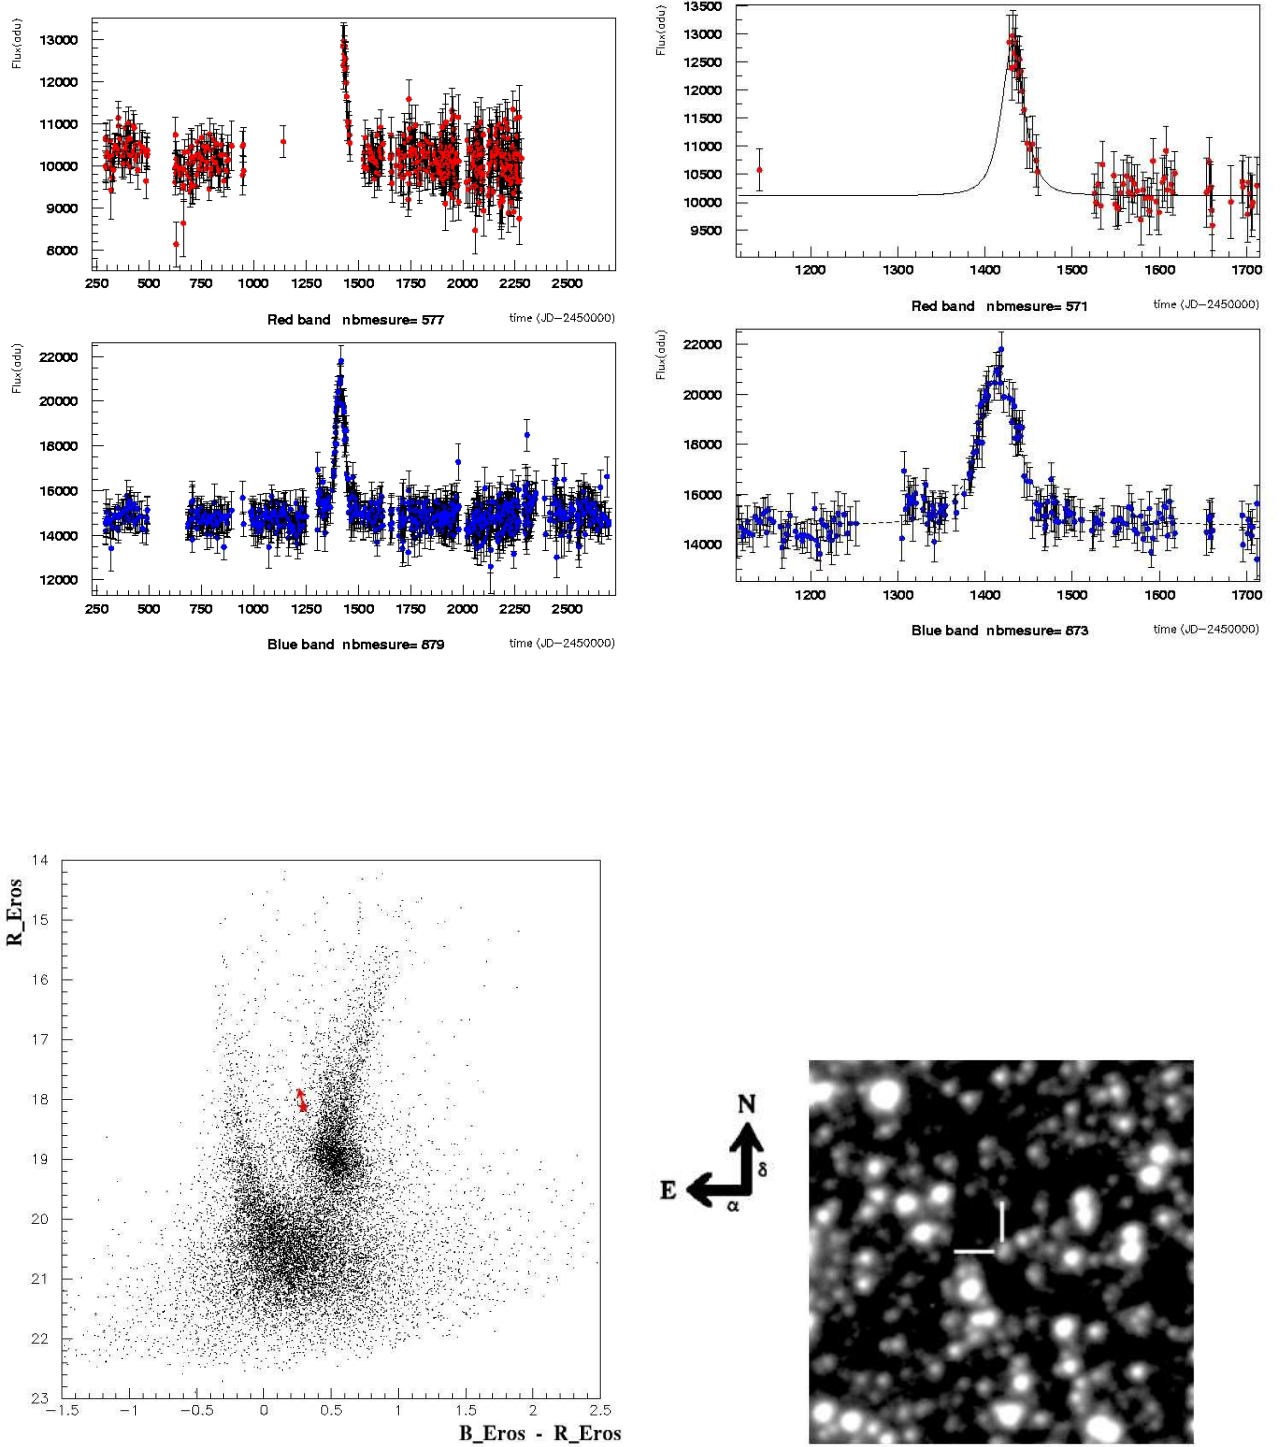 Flux(adu)
13000
12000
11000
10000
9000
8000
250 500 750 1000 1250 1500 1750 2000 2250 2500
Red band nbmesure= 577 time (JD-2450000)
Flux(adu)
13500
13000
12500
12000
11500
11000
10500
10000
9500
1200 1300 1400 1500 1600 1700
Red band nbmesure= 571 time (JD-2450000)
Flux(adu)
22000
20000
18000
16000
14000
12000
250 500 750 1000 1250 1500 1750 2000 2250 2500
Blue band nbmesure= 879 time (JD-2450000)
Flux(adu)
22000
20000
18000
16000
14000
1200 1300 1400 1500 1600 1700
Blue band nbmesure= 873 time (JD-2450000)
R_Eros
14
15
16
17
18
19
20
21
22
23
−1.5 −1 −0.5 0 0.5 1 1.5 2 2.5
B_Eros - R_Eros
N
δ
E
α